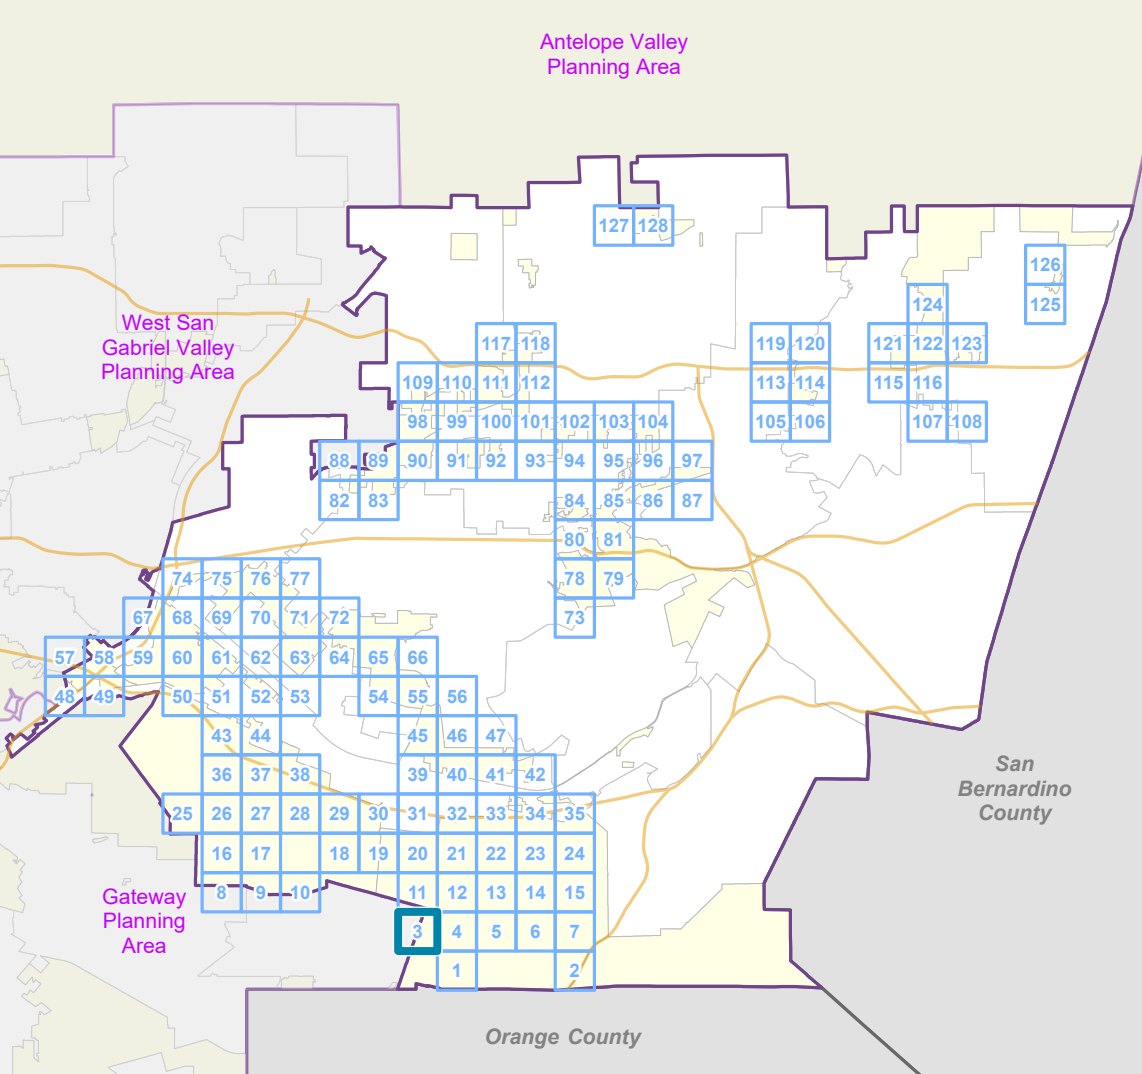 Antelope Valley
Planning Area
127 128
126
124 125
West San
Gabriel Valley
Planning Area
117 118 119 120 121 122 123
109 110 111 112 113 114 115 116
98 99 100 101 102 103 104 105 106 107 108
88 89 90 91 92 93 94 95 96 97
82 83 84 85 86 87
80 81
74 75 76 77 78 79
67 68 69 70 71 72 73
57 58 59 60 61 62 63 64 65 66
48 49 50 51 52 53 54 55 56
43 44 45 46 47
36 37 38 39 40 41 42
San
Bernardino
County
25 26 27 28 29 30 31 32 33 34 35
16 17 18 19 20 21 22 23 24
8 9 10 11 12 13 14 15
Gateway
Planning
Area
3 4 5 6 7
1 2
Orange County